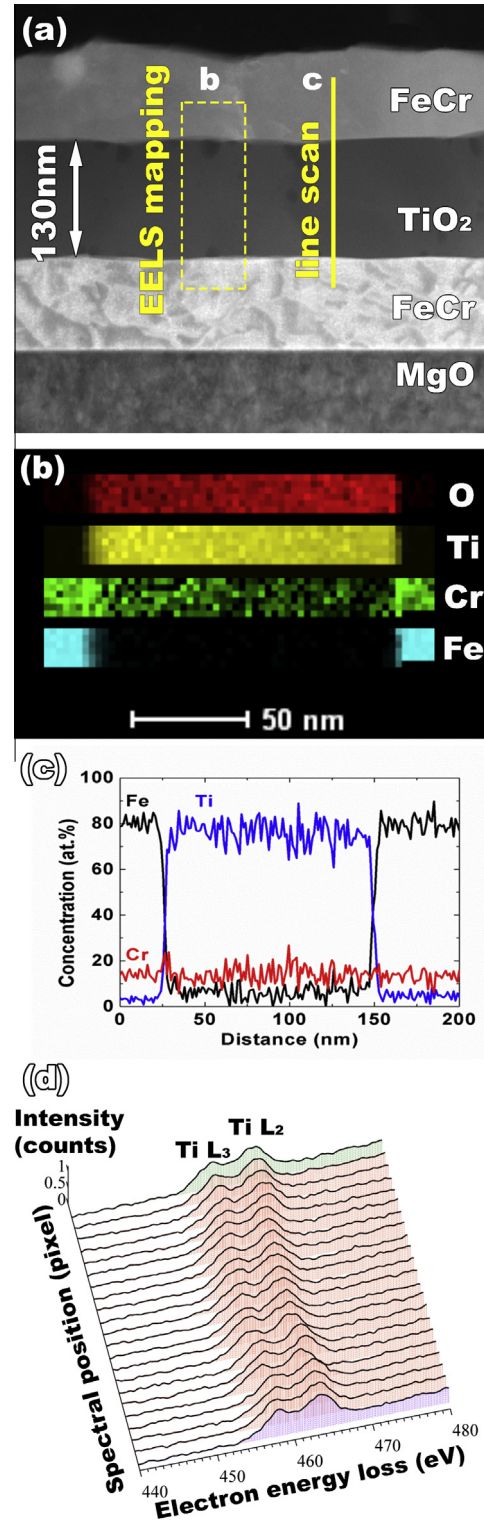 (a)
b
c
FeCr
EELS mapping
line scan
130nm
TiO₂
FeCr
MgO
(b)
O
Ti
Cr
Fe
50 nm
(c)
100
80
60
40
20
0
Concentration (at.%)
Fe
Ti
Cr
0 50 100 150 200
Distance (nm)
(d)
Intensity
(counts)
1
0.5
0
Ti L₃
Ti L₂
Spectral position (pixel)
440 450 460 470 480
Electron energy loss (eV)